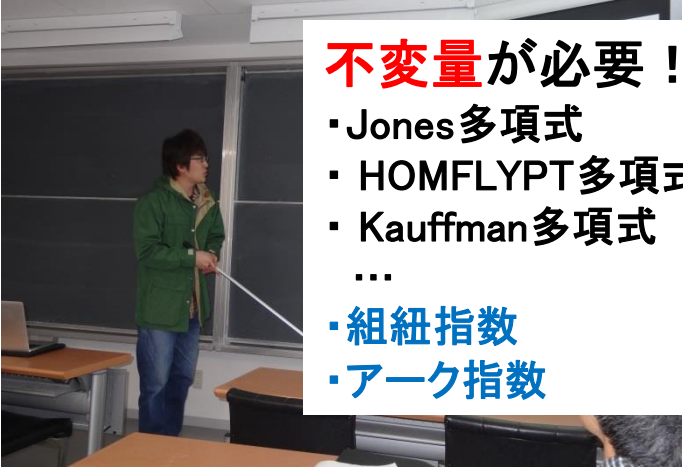 不変量が必要！
・Jones多項式
・ HOMFLYPT多項式
・ Kauffman多項式
…
・組紐指数
・アーク指数